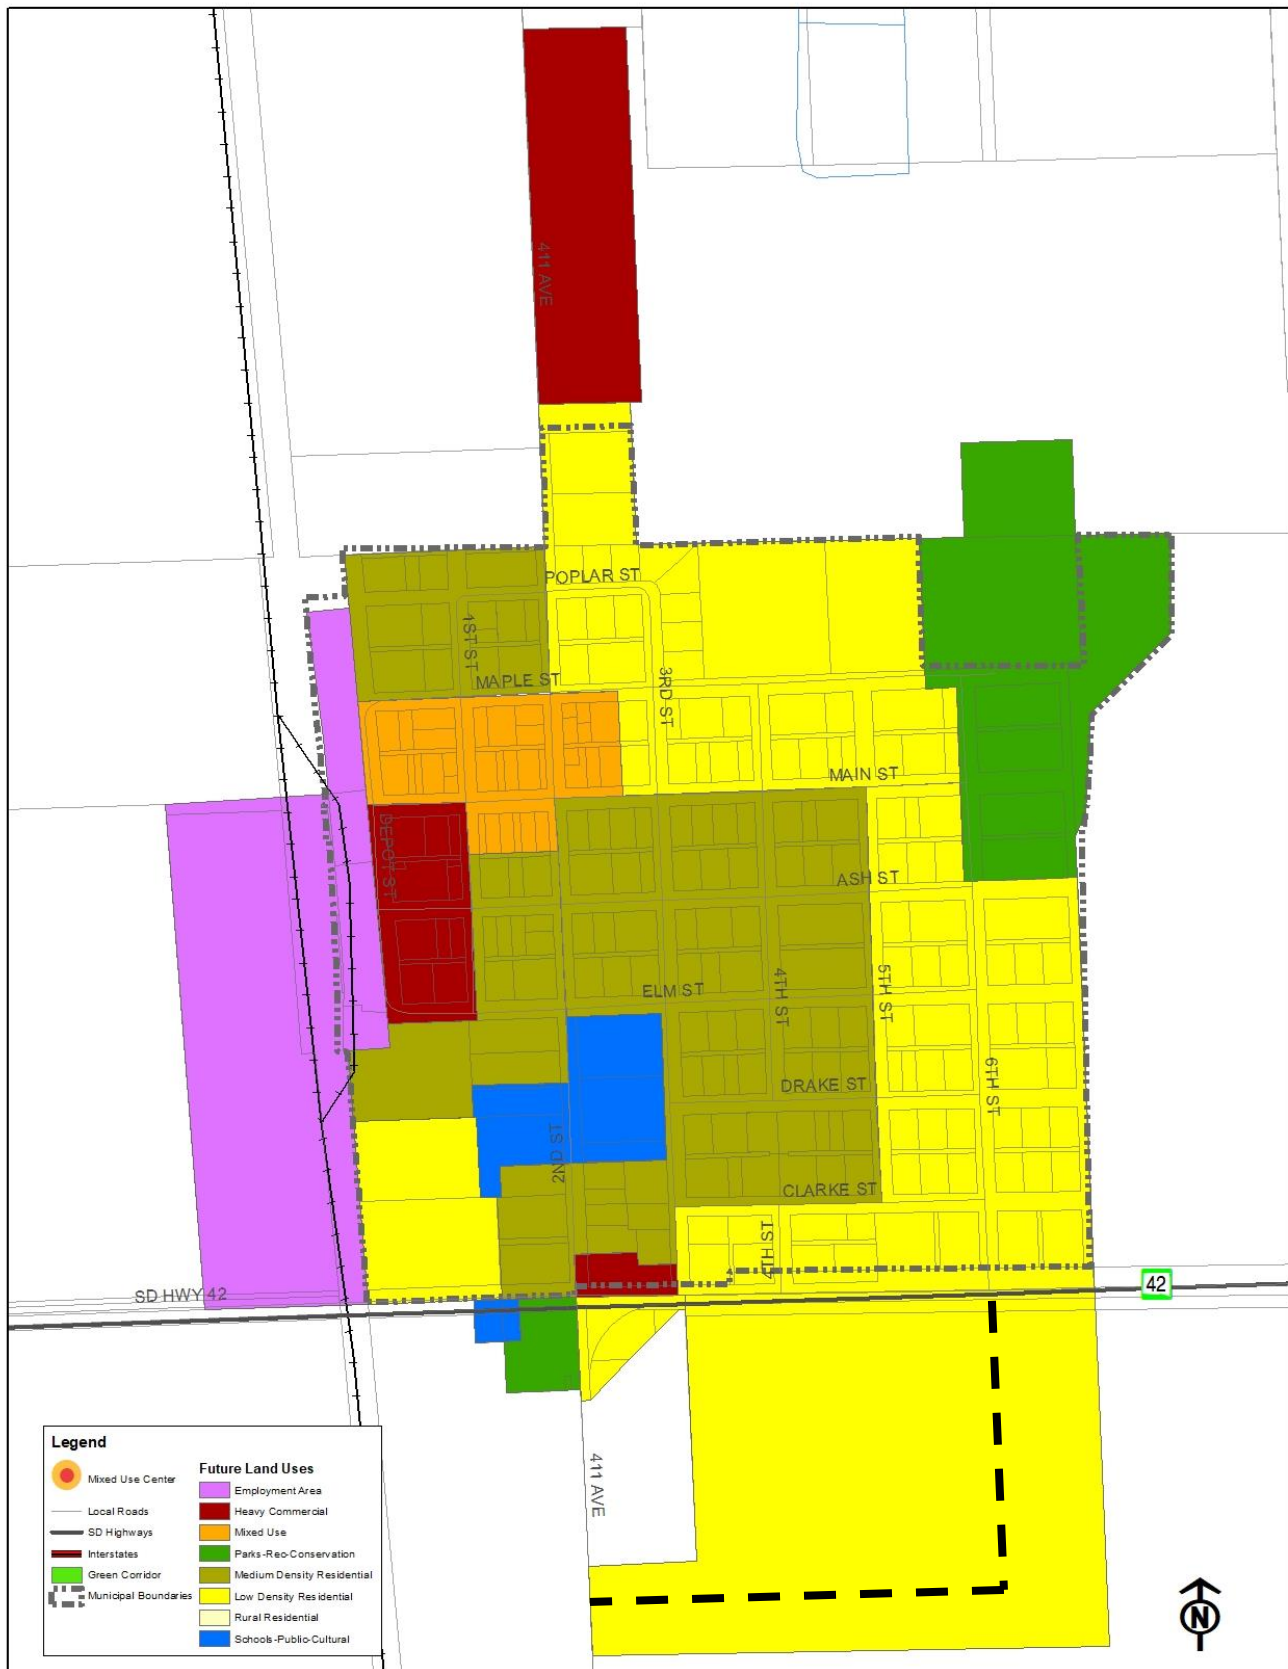 411 AVE
POPLAR ST
1ST ST
MAPLE ST
3RD ST
MAIN ST
DEPOT ST
ASH ST
ELM ST
4TH ST
5TH ST
DRAKE ST
6TH ST
2ND ST
CLARKE ST
4TH ST
SD HWY 42
42
411 AVE
Legend
Mixed Use Center
Local Roads
SD Highways
Interstates
Green Corridor
Municipal Boundaries
Future Land Uses
Employment Area
Heavy Commercial
Mixed Use
Parks-Rec-Conservation
Medium Density Residential
Low Density Residential
Rural Residential
Schools-Public-Cultural
N